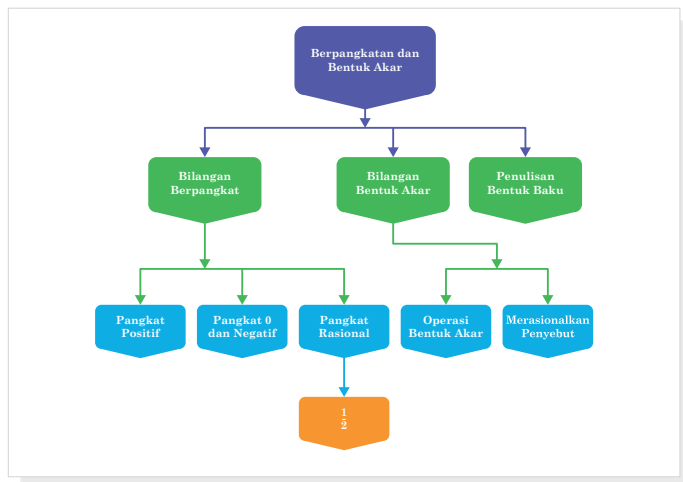 Berpangkatan dan
Bentuk Akar
Bilangan
Berpangkat
Bilangan
Bentuk Akar
Penulisan
Bentuk Baku
Pangkat
Positif
Pangkat 0
dan Negatif
Pangkat
Rasional
Operasi
Bentuk Akar
Merasionalkan
Penyebut
1
2